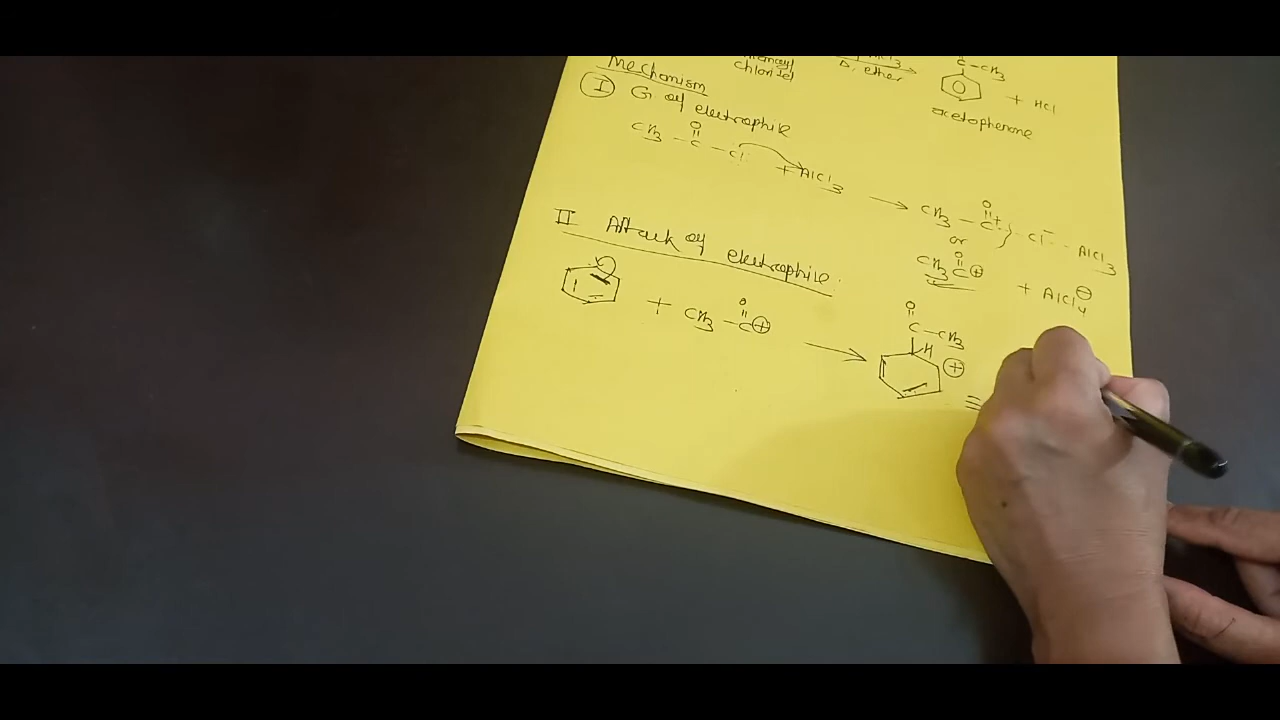 Mechanism
chloride
Δ, ether
C-CH3
+ HCl
acetophenone
I G. of electrophile
CH3 - C - Cl + AlCl3
O
CH3 - C+ Cl- -- AlCl3
O
or
CH3 C+
O
+ AlCl4⊖
II Attack of electrophile.
+ CH3 - C⊕
O
O
C-CH3
H
⊕
≡